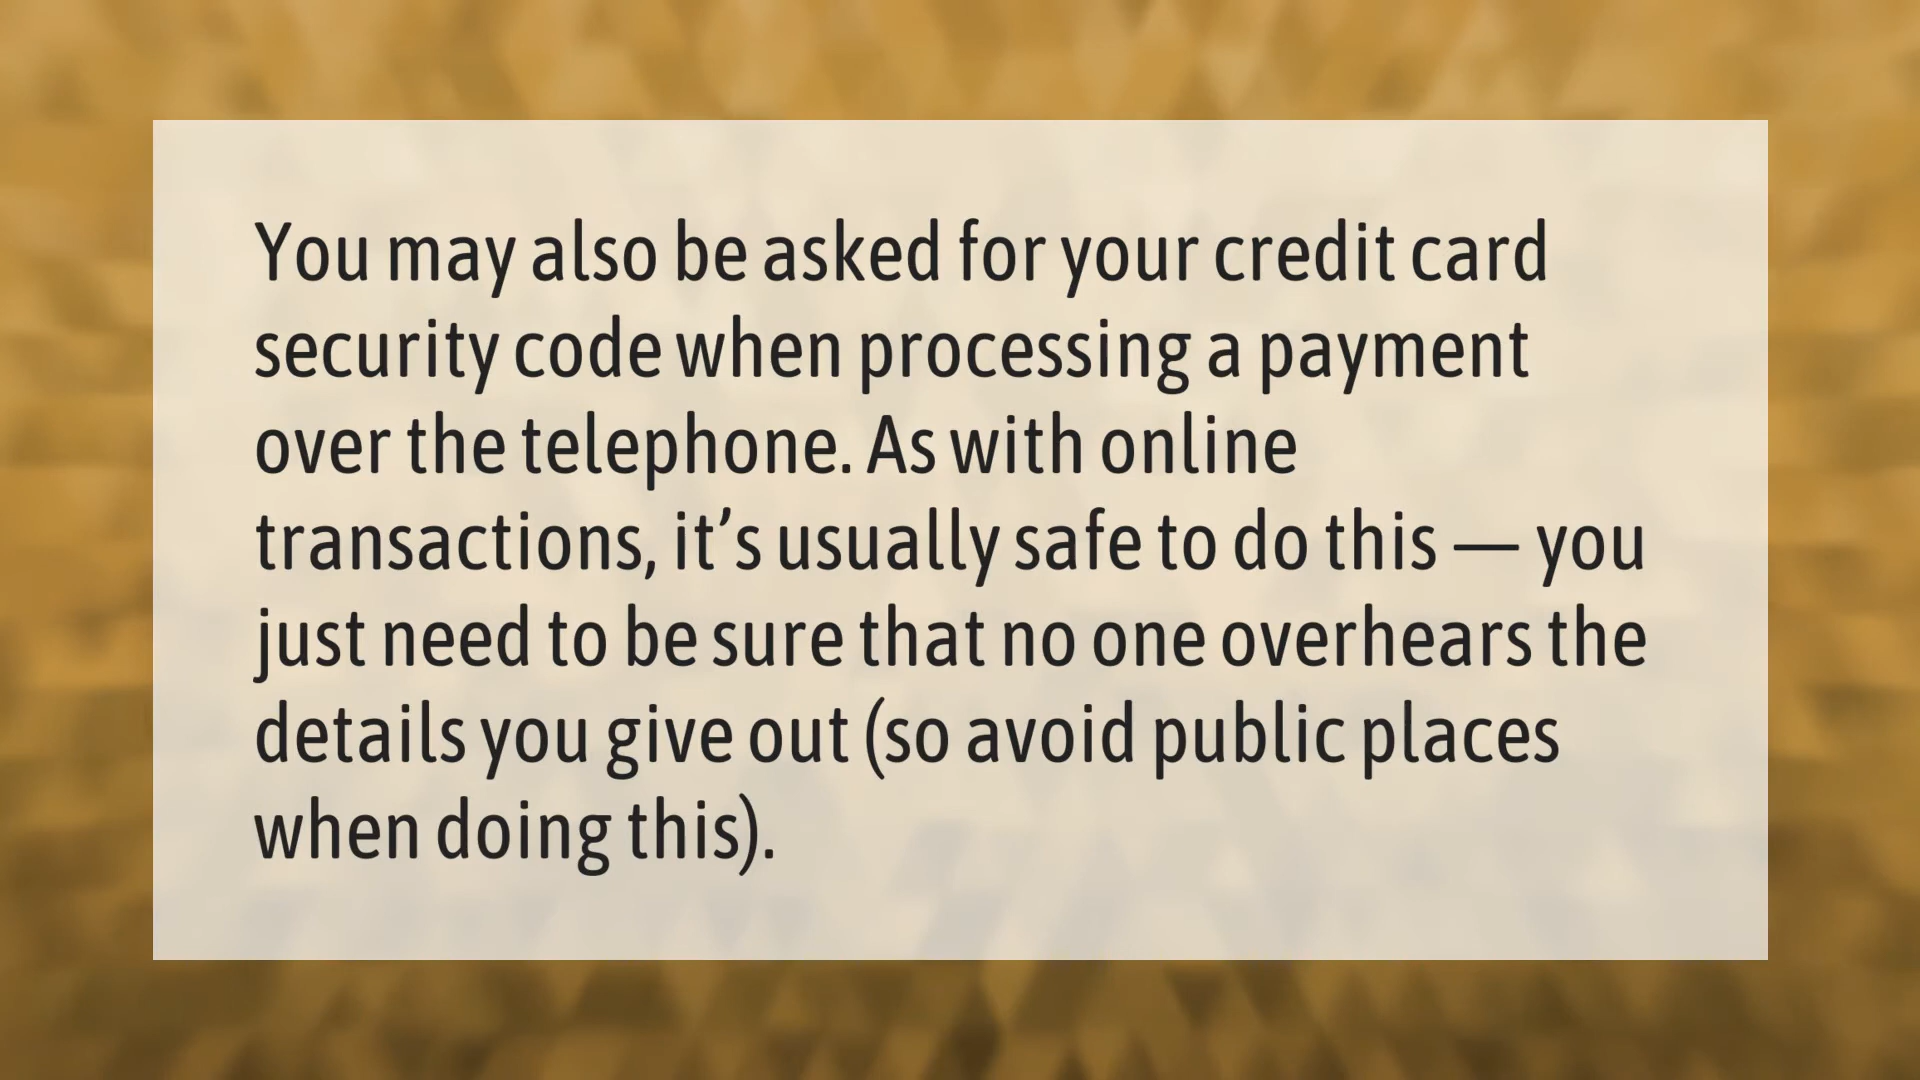 You may also be asked for your credit card
security code when processing a payment
over the telephone. As with online
transactions, it’s usually safe to do this — you
just need to be sure that no one overhears the
details you give out (so avoid public places
when doing this).